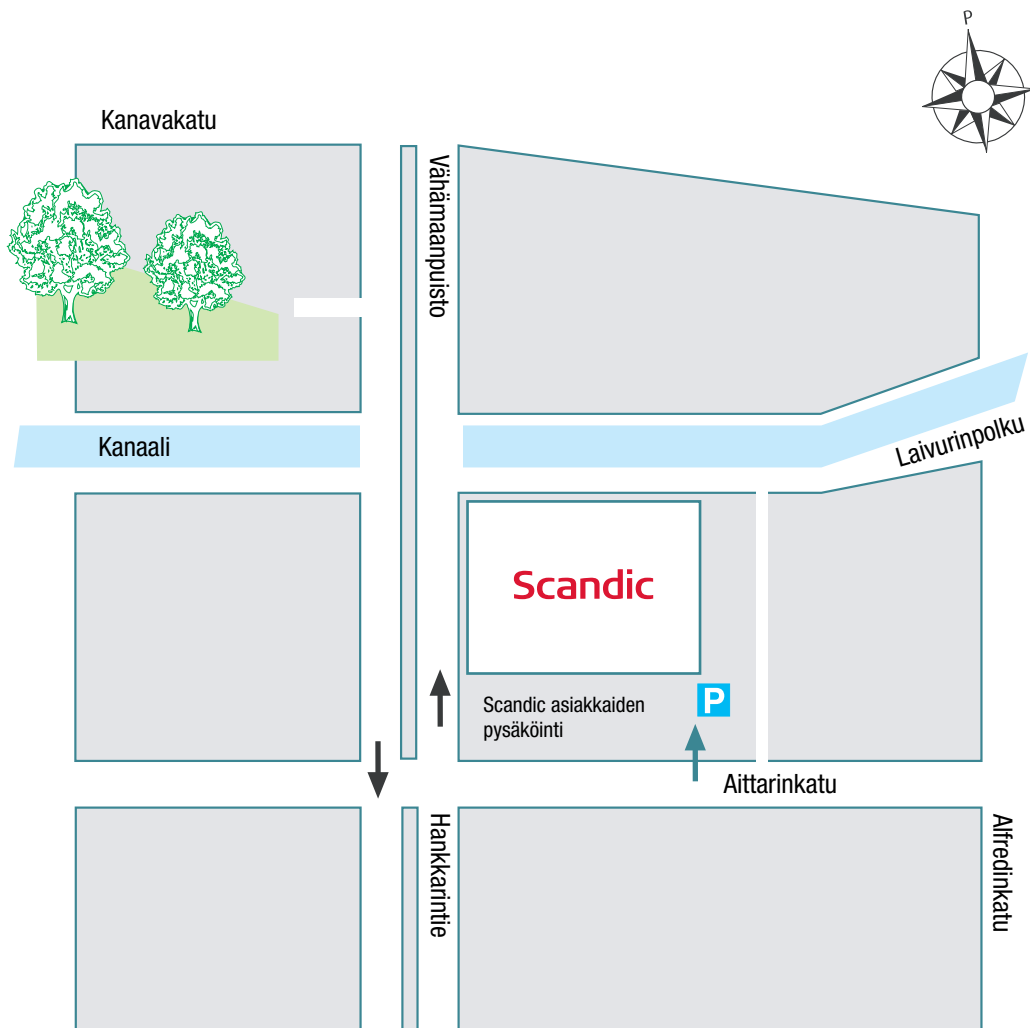 P
Kanavakatu
Vähämaanpuisto
Kanaali
Laivurinpolku
Scandic
Scandic asiakkaiden
pysäköinti
P
Aittarinkatu
Hankkarintie
Alfredinkatu